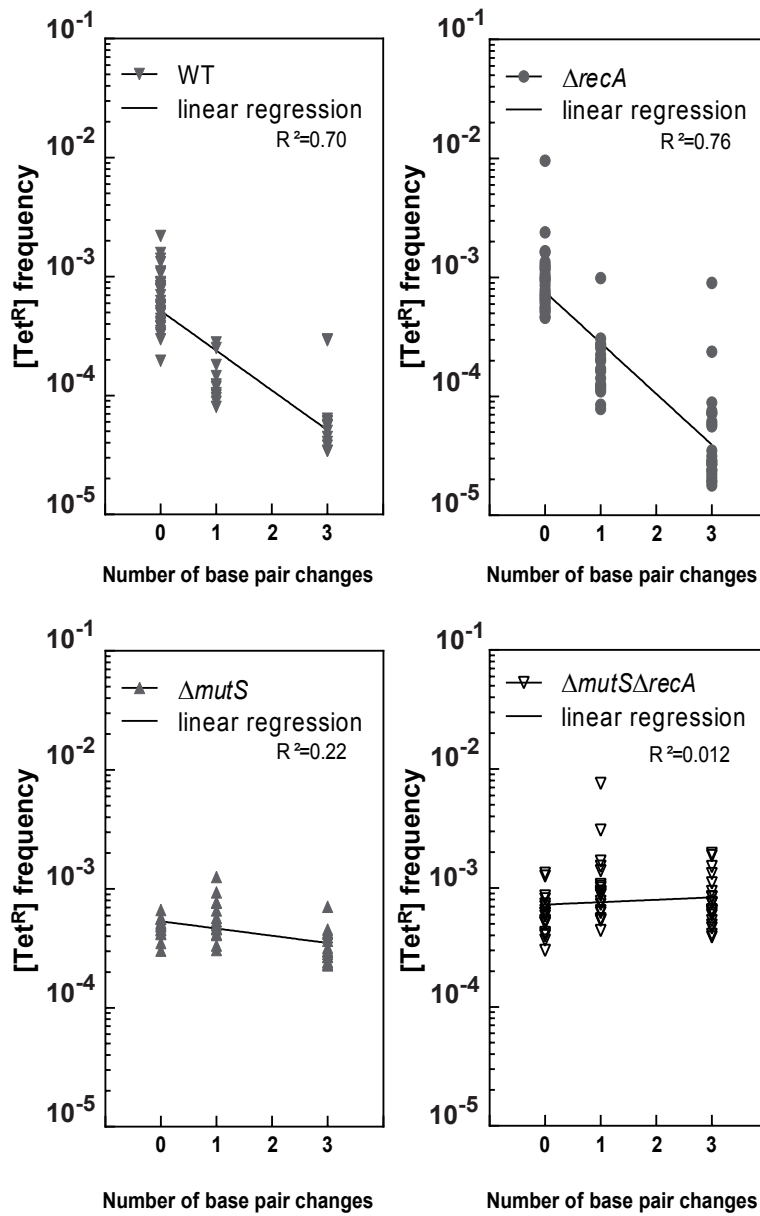 10⁻¹
WT
linear regression
R²=0.70
10⁻²
10⁻³
10⁻⁴
10⁻⁵
[Tetᴿ] frequency
0 1 2 3
Number of base pair changes
10⁻¹
ΔrecA
linear regression
R²=0.76
10⁻²
10⁻³
10⁻⁴
10⁻⁵
[Tetᴿ] frequency
0 1 2 3
Number of base pair changes
10⁻¹
ΔmutS
linear regression
R²=0.22
10⁻²
10⁻³
10⁻⁴
10⁻⁵
[Tetᴿ] frequency
0 1 2 3
Number of base pair changes
10⁻¹
ΔmutSΔrecA
linear regression
R²=0.012
10⁻²
10⁻³
10⁻⁴
10⁻⁵
[Tetᴿ] frequency
0 1 2 3
Number of base pair changes